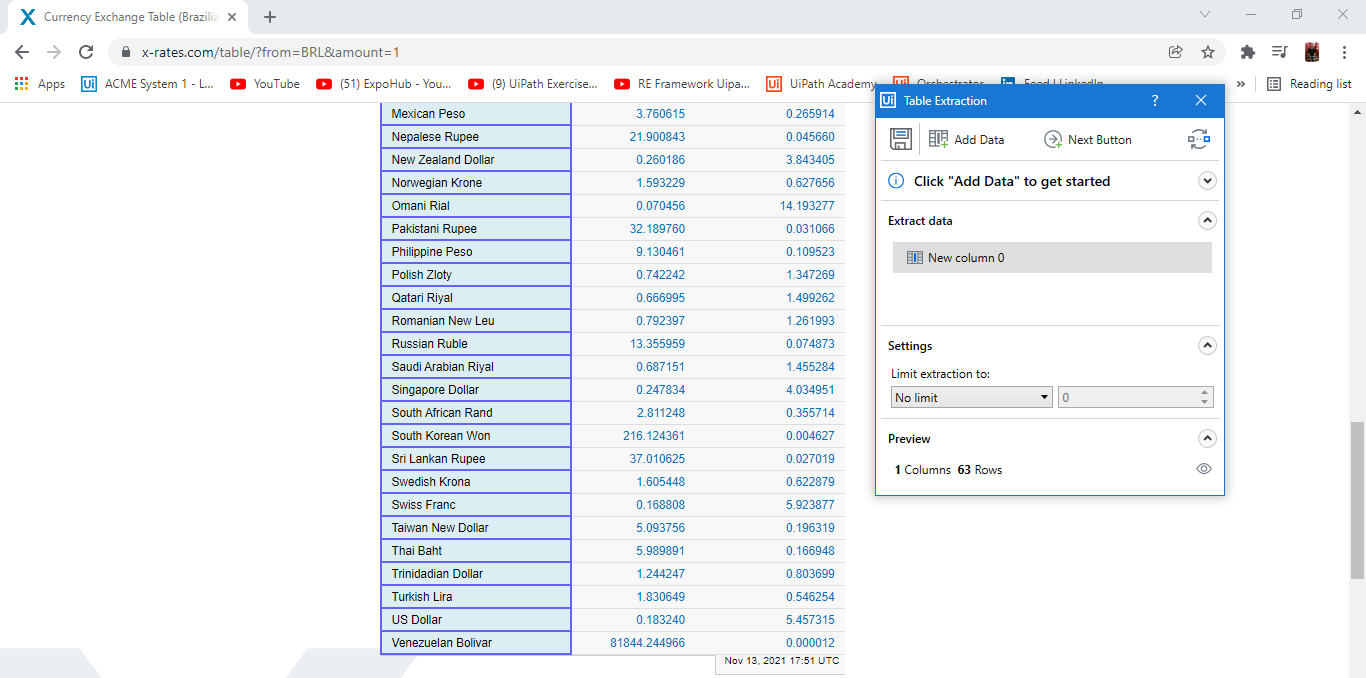 Currency Exchange Table (Brazilia
x-rates.com/table/?from=BRL&amount=1
Apps
Ui ACME System 1 - L...
YouTube
(51) ExpoHub - You...
(9) UiPath Exercise...
RE Framework Uipa...
Ui UiPath Academy
Ui Orchestrator
Feed | LinkedIn
»
Reading list
Mexican Peso 3.760615 0.265914
Nepalese Rupee 21.900843 0.045660
New Zealand Dollar 0.260186 3.843405
Norwegian Krone 1.593229 0.627656
Omani Rial 0.070456 14.193277
Pakistani Rupee 32.189760 0.031066
Philippine Peso 9.130461 0.109523
Polish Zloty 0.742242 1.347269
Qatari Riyal 0.666995 1.499262
Romanian New Leu 0.792397 1.261993
Russian Ruble 13.355959 0.074873
Saudi Arabian Riyal 0.687151 1.455284
Singapore Dollar 0.247834 4.034951
South African Rand 2.811248 0.355714
South Korean Won 216.124361 0.004627
Sri Lankan Rupee 37.010625 0.027019
Swedish Krona 1.605448 0.622879
Swiss Franc 0.168808 5.923877
Taiwan New Dollar 5.093756 0.196319
Thai Baht 5.989891 0.166948
Trinidadian Dollar 1.244247 0.803699
Turkish Lira 1.830649 0.546254
US Dollar 0.183240 5.457315
Venezuelan Bolivar 81844.244966 0.000012
Nov 13, 2021 17:51 UTC
Ui Table Extraction ?
Add Data
Next Button
Click "Add Data" to get started
Extract data
New column 0
Settings
Limit extraction to:
No limit 0
Preview
1 Columns 63 Rows